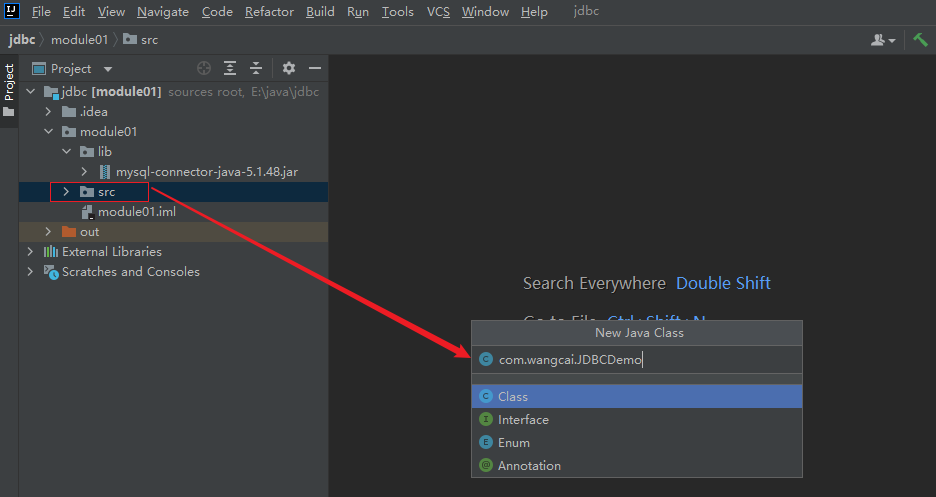 IJ File Edit View Navigate Code Refactor Build Run Tools VCS Window Help jdbc
jdbc module01 src
Project
Project
jdbc [module01] sources root, E:\java\jdbc
.idea
module01
lib
mysql-connector-java-5.1.48.jar
src
module01.iml
out
External Libraries
Scratches and Consoles
Search Everywhere Double Shift
Go to File Ctrl+Shift+N
New Java Class
C com.wangcai.JDBCDemo
C Class
I Interface
E Enum
@ Annotation